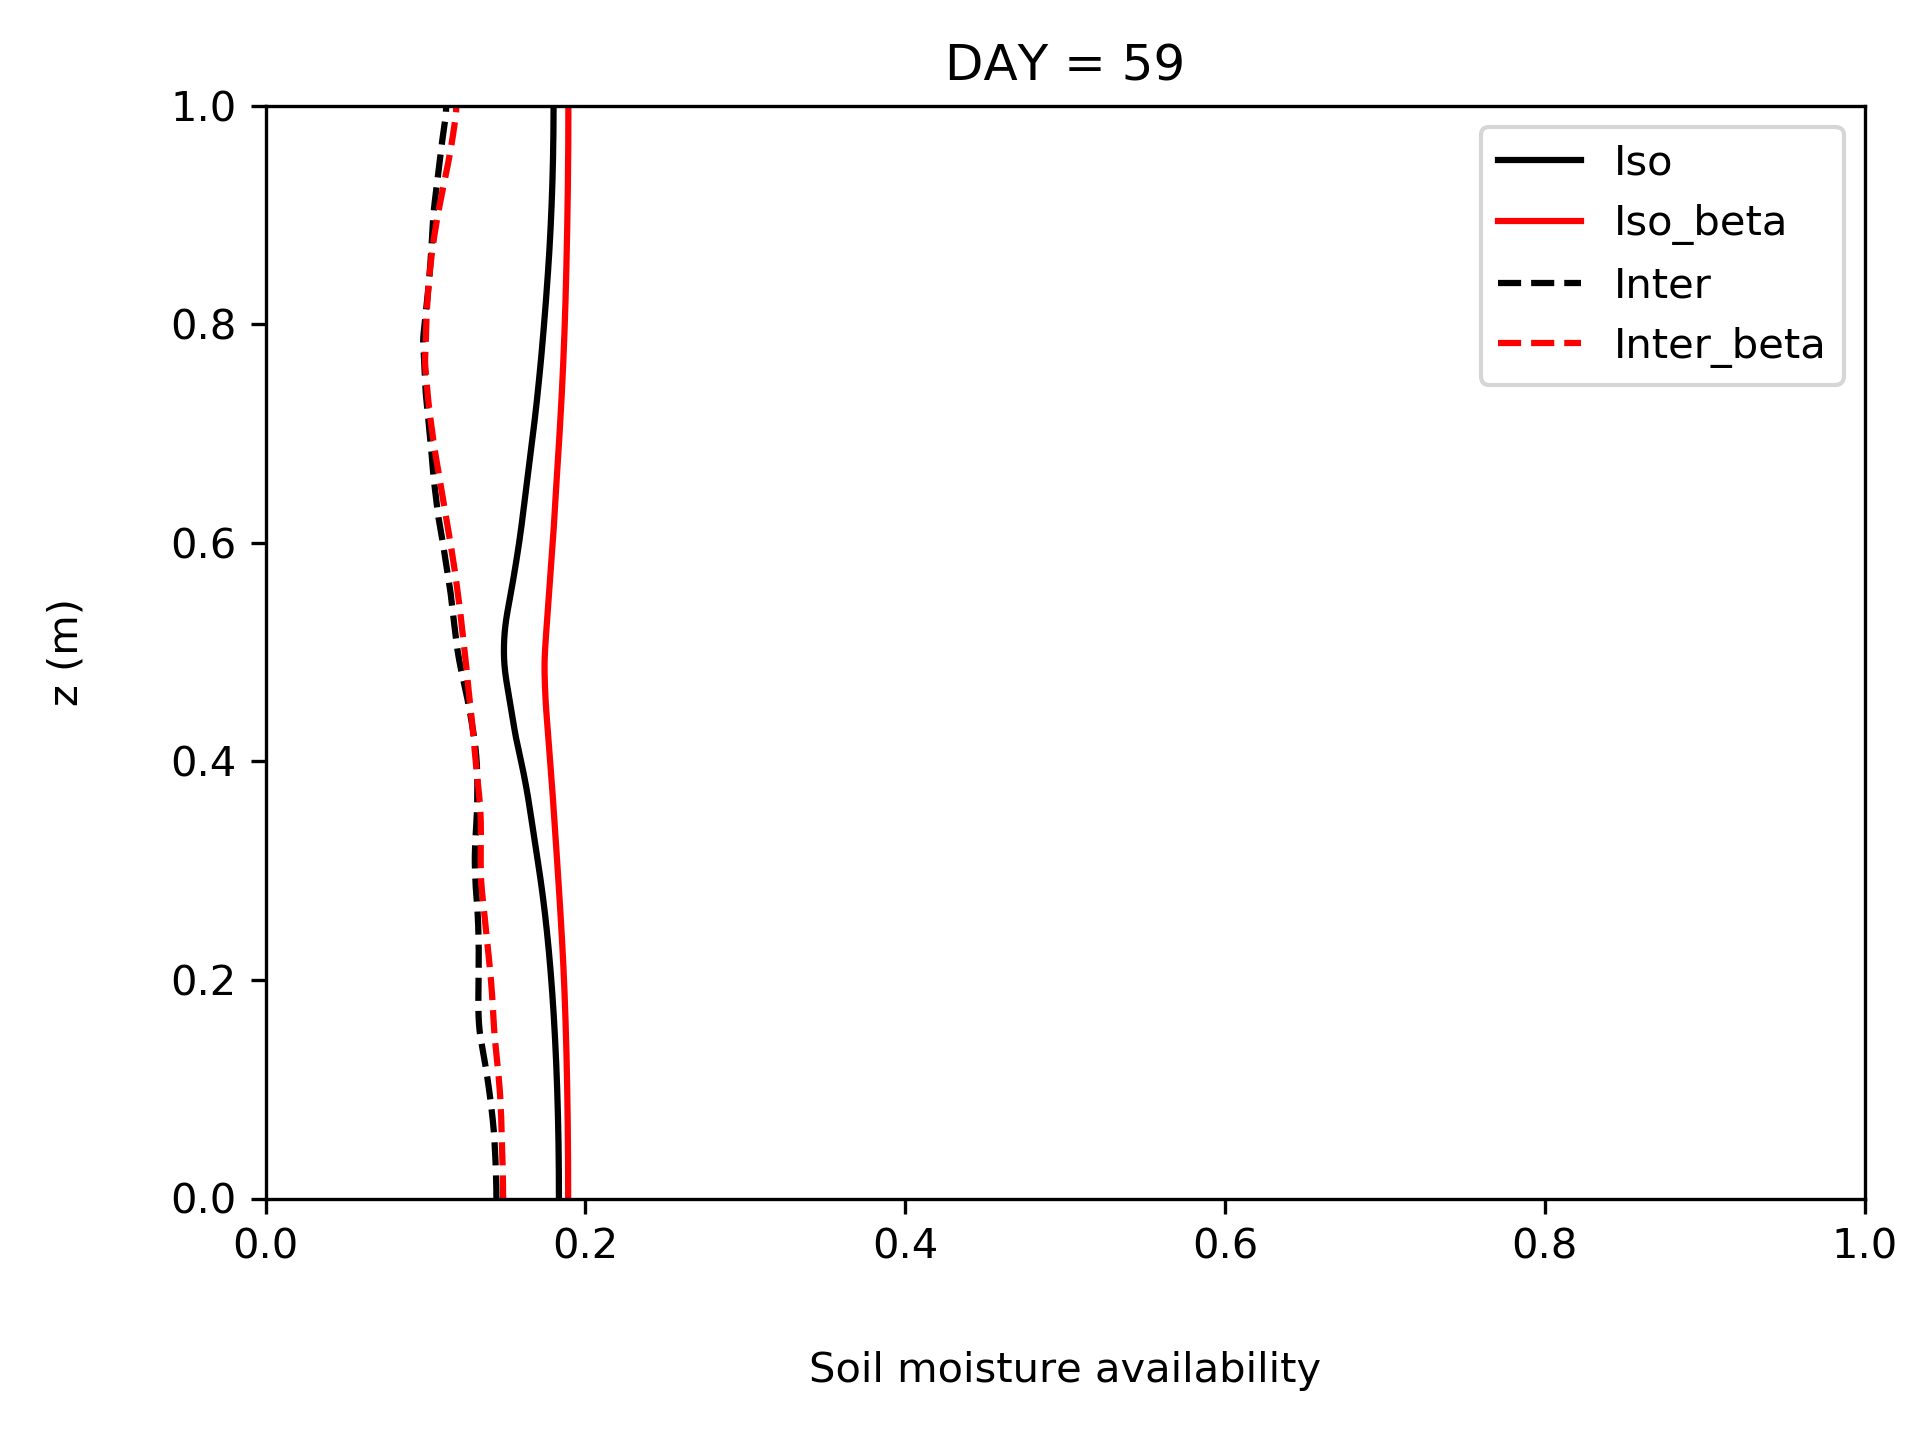 DAY = 59
1.0
0.8
0.6
0.4
0.2
0.0
z (m)
Iso
Iso_beta
Inter
Inter_beta
0.0 0.2 0.4 0.6 0.8 1.0
Soil moisture availability